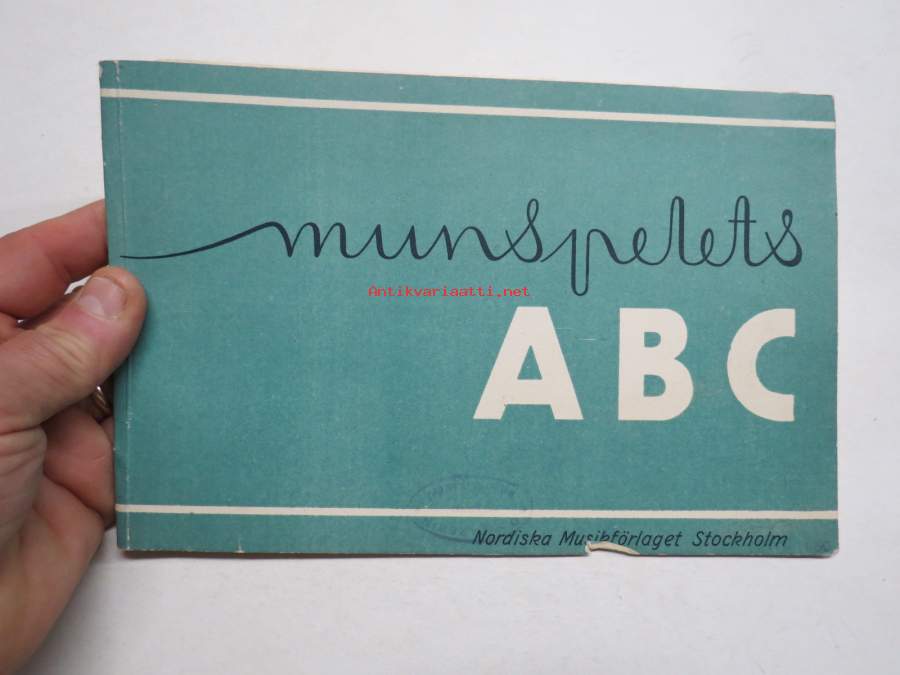 munspelets
Antikvariaatti.net
ABC
Nordiska Musikförlaget Stockholm